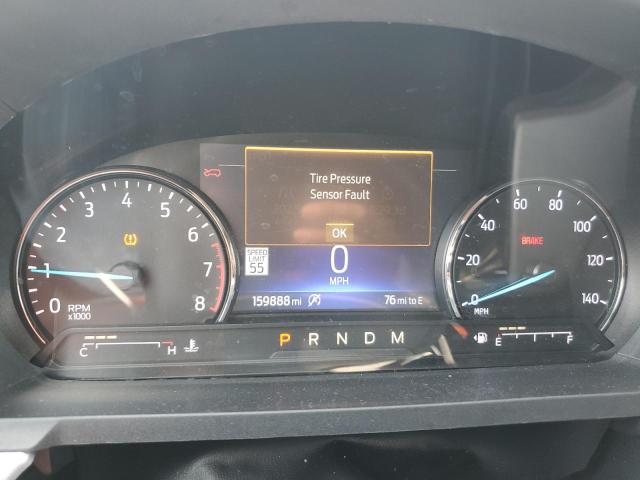 Tire Pressure
Sensor Fault
OK
SPEED
LIMIT
55
0
MPH
159888 mi
76 mi to E
0 1 2 3 4 5 6 7 8
RPM
x1000
0 20 40 60 80 100 120 140
BRAKE
MPH
C H
P R N D M
E F